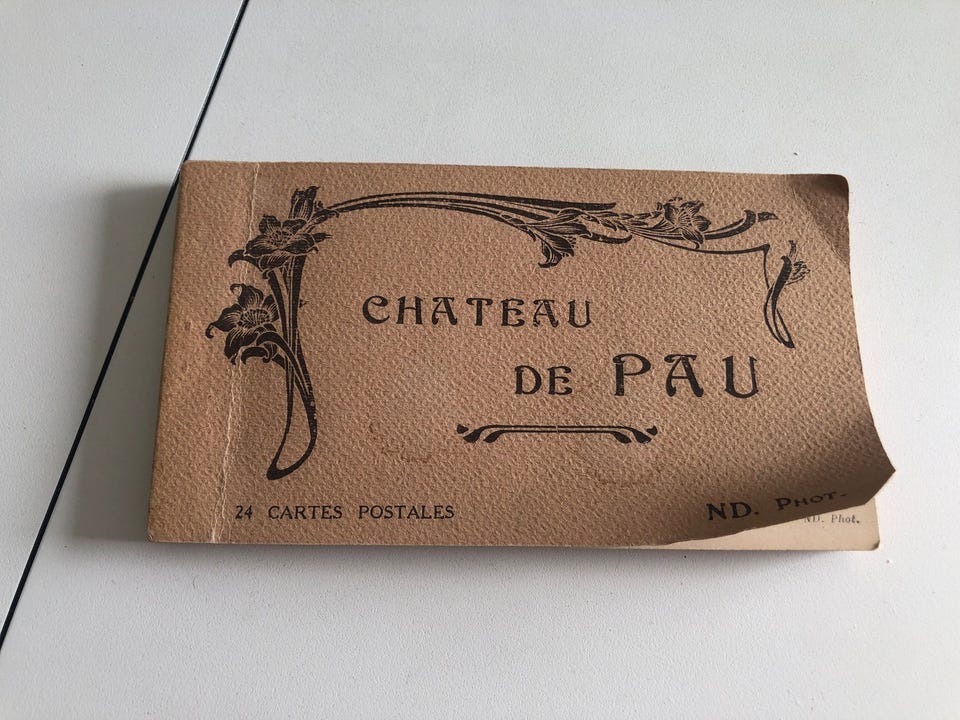 CHATEAU
DE PAU
24 CARTES POSTALES
ND. PHOT.
ND. Phot.